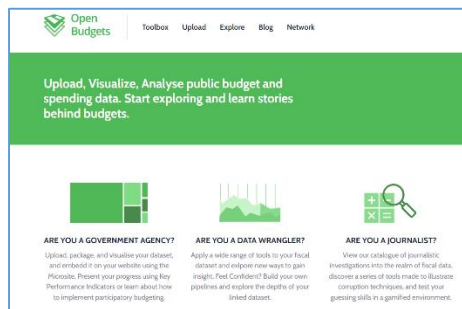 Open
Budgets
Toolbox Upload Explore Blog Network
Upload, Visualize, Analyse public budget and
spending data. Start exploring and learn stories
behind budgets.
ARE YOU A GOVERNMENT AGENCY?
Upload, package, and visualise your dataset,
and embedd it on your website using the
Microsite. Present your progress using Key
Performance Indicators or learn about how
to implement participatory budgeting.
ARE YOU A DATA WRANGLER?
Apply a wide range of tools to your fiscal
dataset and explore new ways to gain
insight. Feel Confident? Build your own
pipelines and explore the depths of your
linked dataset.
ARE YOU A JOURNALIST?
View our catalogue of journalistic
investigations into the realm of fiscal data,
discover a series of tools made to illustrate
corruption techniques, and test your
guessing skills in a gamified environment.